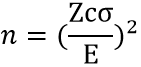 n = (Zcσ/E)²